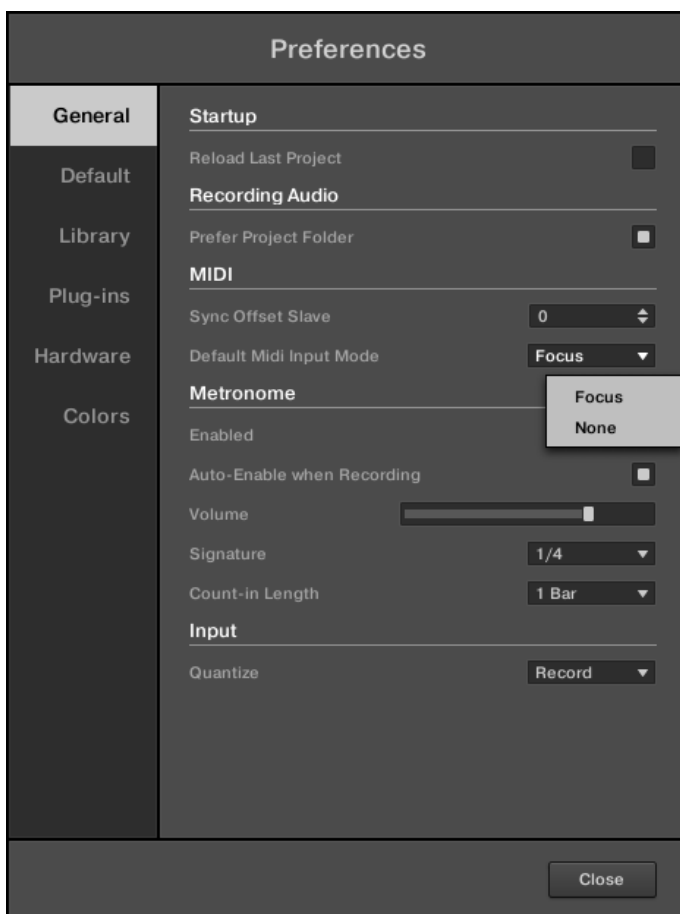 Preferences
General
Default
Library
Plug-ins
Hardware
Colors
Startup
Reload Last Project
Recording Audio
Prefer Project Folder
MIDI
Sync Offset Slave 0
Default Midi Input Mode Focus
Focus
None
Metronome
Enabled
Auto-Enable when Recording
Volume
Signature 1/4
Count-in Length 1 Bar
Input
Quantize Record
Close